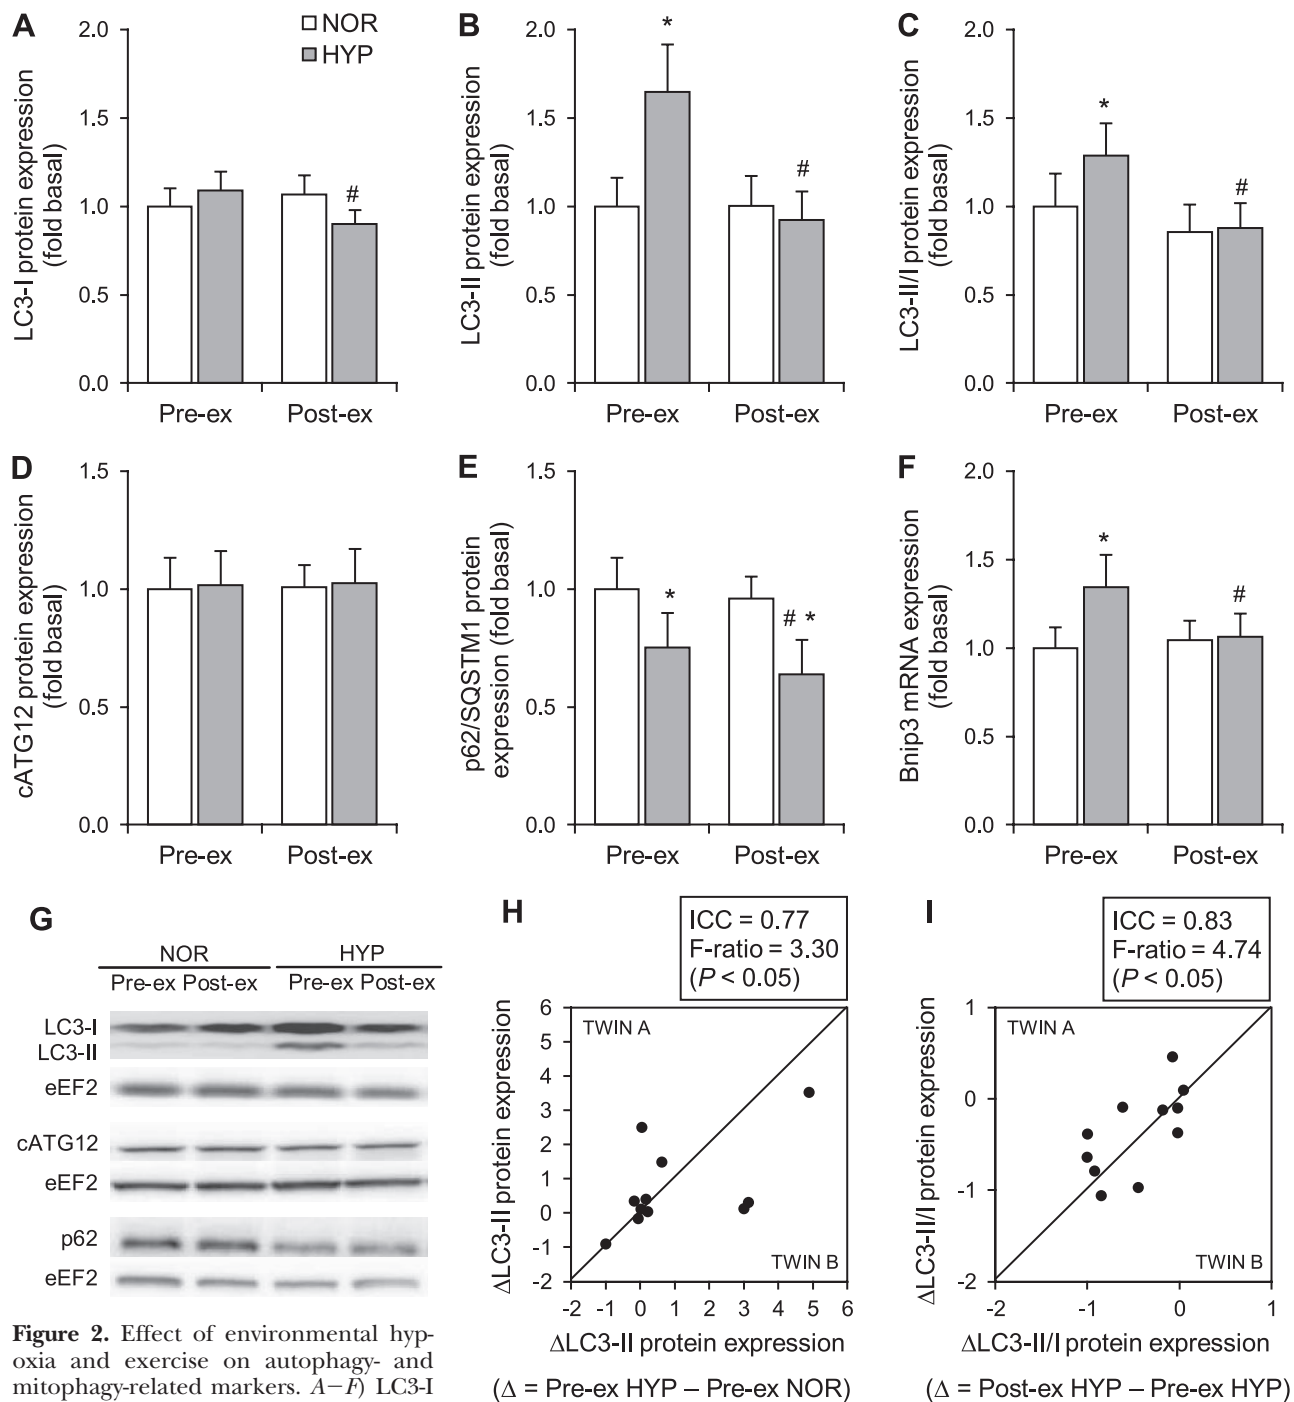 A
2.0
1.5
1.0
0.5
0.0
LC3-I protein expression
(fold basal)
NOR
HYP
#
Pre-ex
Post-ex
B
2.0
1.5
1.0
0.5
0.0
LC3-II protein expression
(fold basal)
*
#
Pre-ex
Post-ex
C
2.0
1.5
1.0
0.5
0.0
LC3-II/I protein expression
(fold basal)
*
#
Pre-ex
Post-ex
D
1.5
1.0
0.5
0.0
cATG12 protein expression
(fold basal)
Pre-ex
Post-ex
E
1.5
1.0
0.5
0.0
p62/SQSTM1 protein
expression (fold basal)
*
# *
Pre-ex
Post-ex
F
2.0
1.5
1.0
0.5
0.0
Bnip3 mRNA expression
(fold basal)
*
#
Pre-ex
Post-ex
G
NOR
HYP
Pre-ex Post-ex
Pre-ex Post-ex
LC3-I
LC3-II
eEF2
cATG12
eEF2
p62
eEF2
H
ICC = 0.77
F-ratio = 3.30
(P < 0.05)
6
5
4
3
2
1
0
-1
-2
ΔLC3-II protein expression
TWIN A
TWIN B
-2 -1 0 1 2 3 4 5 6
ΔLC3-II protein expression
(Δ = Pre-ex HYP – Pre-ex NOR)
I
ICC = 0.83
F-ratio = 4.74
(P < 0.05)
1
0
-1
-2
ΔLC3-II/I protein expression
TWIN A
TWIN B
-2 -1 0 1
ΔLC3-II/I protein expression
(Δ = Post-ex HYP – Pre-ex HYP)
Figure 2. Effect of environmental hyp-
oxia and exercise on autophagy- and
mitophagy-related markers. A–F) LC3-I